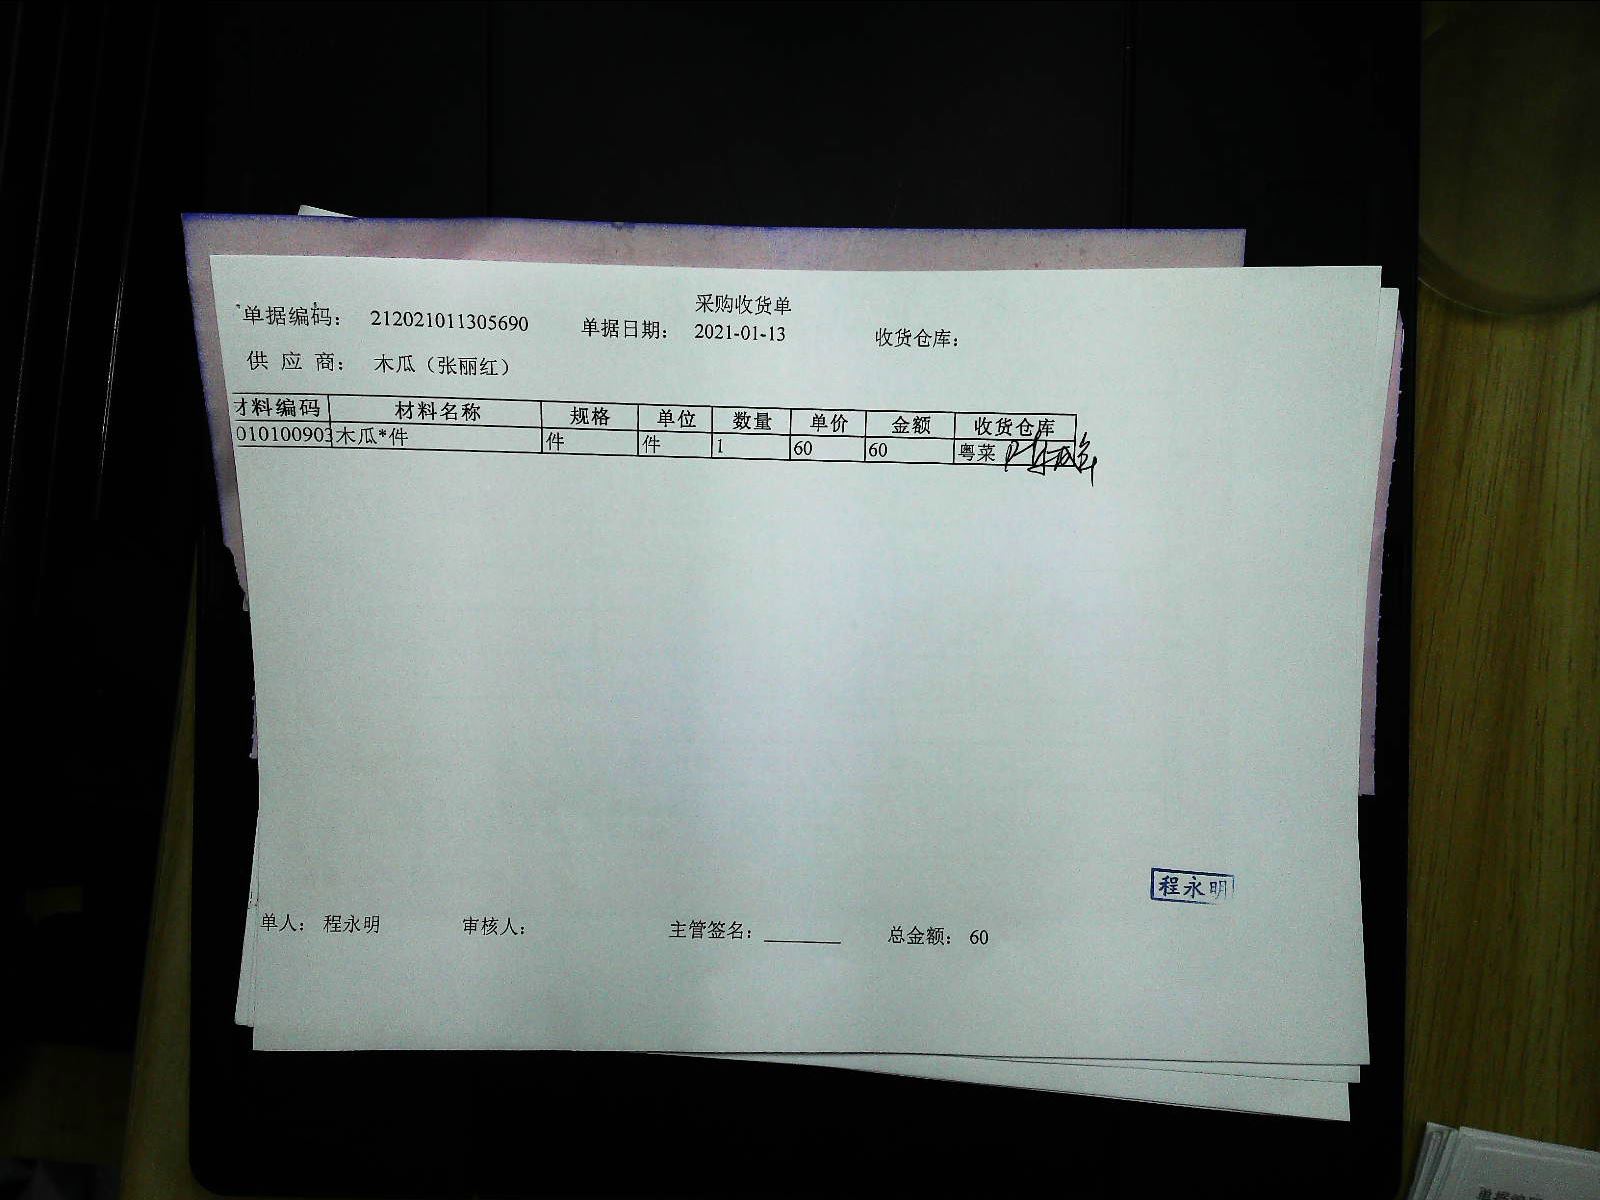 采购收货单
单据编码： 212021011305690 单据日期： 2021-01-13 收货仓库：
供 应 商： 木瓜（张丽红）
材料编码 材料名称 规格 单位 数量 单价 金额 收货仓库
010100903 木瓜*件 件 件 1 60 60 粤菜
程永明
单人： 程永明 审核人： 主管签名： 总金额： 60